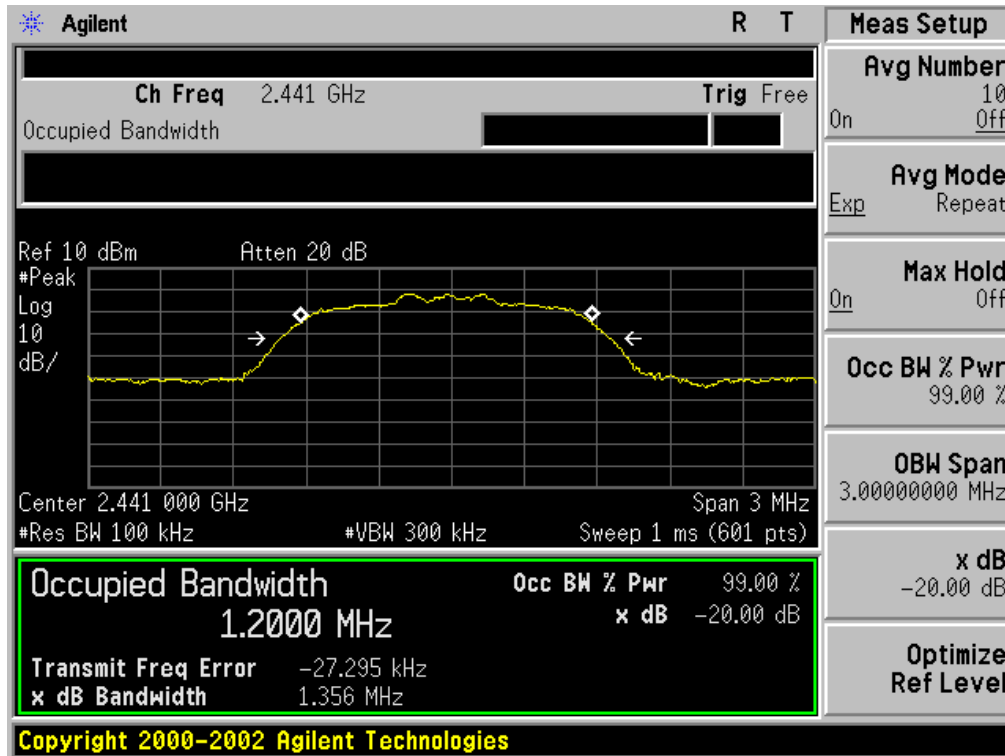 Agilent R T
Ch Freq 2.441 GHz Trig Free
Occupied Bandwidth
Ref 10 dBm Atten 20 dB
#Peak
Log
10
dB/
Center 2.441 000 GHz Span 3 MHz
#Res BW 100 kHz #VBW 300 kHz Sweep 1 ms (601 pts)
Occupied Bandwidth Occ BW % Pwr 99.00 %
1.2000 MHz x dB -20.00 dB
Transmit Freq Error -27.295 kHz
x dB Bandwidth 1.356 MHz
Copyright 2000-2002 Agilent Technologies
Meas Setup
Avg Number
10
On Off
Avg Mode
Exp Repeat
Max Hold
On Off
Occ BW % Pwr
99.00 %
OBW Span
3.00000000 MHz
x dB
-20.00 dB
Optimize
Ref Level